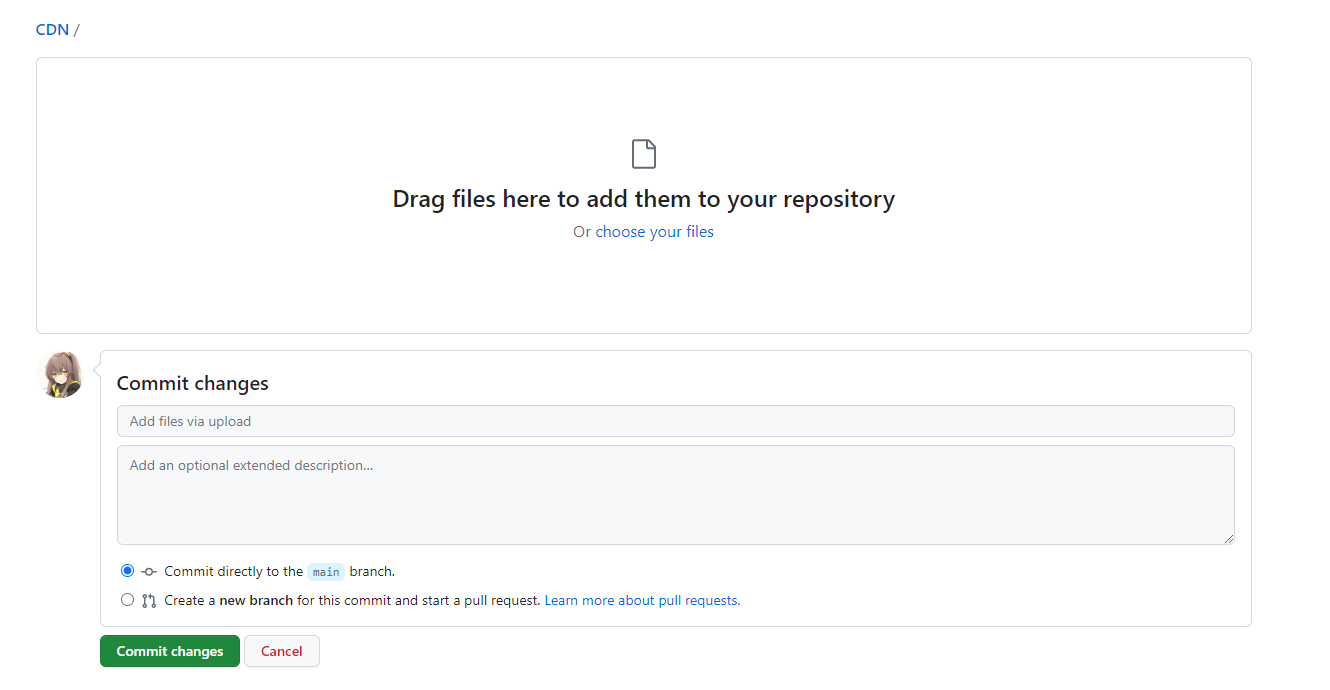 CDN /
Drag files here to add them to your repository
Or choose your files
Commit changes
Add files via upload
Add an optional extended description...
Commit directly to the main branch.
Create a new branch for this commit and start a pull request. Learn more about pull requests.
Commit changes Cancel